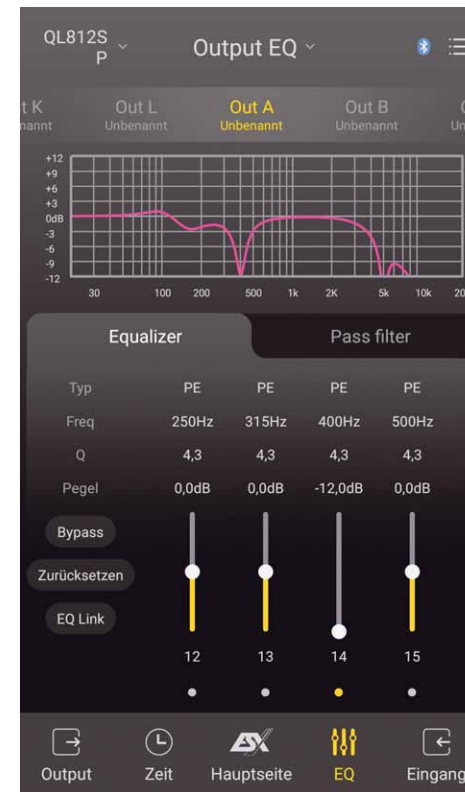 QL812S
P
Output EQ
t K
nannt
Out L
Unbenannt
Out A
Unbenannt
Out B
Unbenannt
Un
+12
+9
+6
+3
0dB
-3
-6
-9
-12
30 100 200 500 1k 2K 5k 10k 20
Equalizer Pass filter
Typ PE PE PE PE
Freq 250Hz 315Hz 400Hz 500Hz
Q 4,3 4,3 4,3 4,3
Pegel 0,0dB 0,0dB -12,0dB 0,0dB
Bypass
Zurücksetzen
EQ Link
12 13 14 15
ESX
Output Zeit Hauptseite EQ Eingang